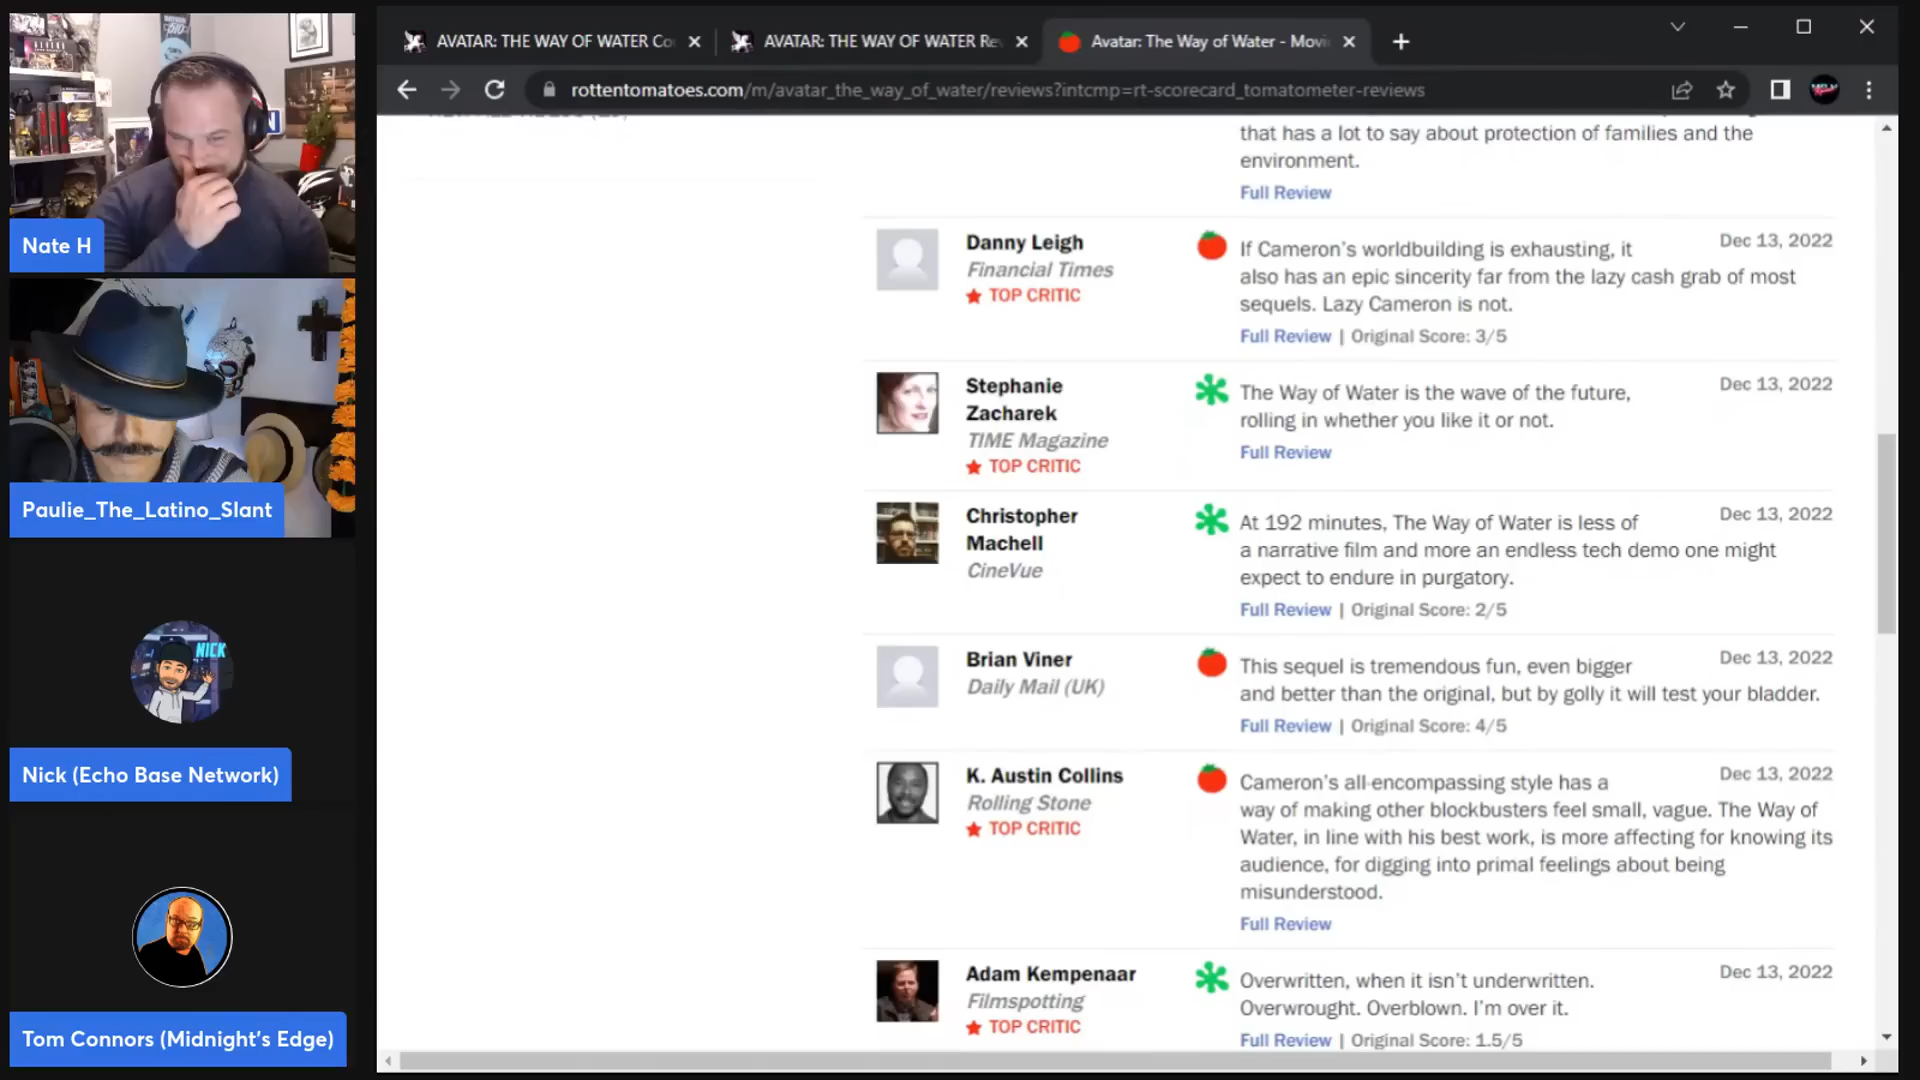 Nate H
Paulie_The_Latino_Slant
NICK
Nick (Echo Base Network)
Tom Connors (Midnight's Edge)
AVATAR: THE WAY OF WATER Co
AVATAR: THE WAY OF WATER Re
Avatar: The Way of Water - Movi
rottentomatoes.com/m/avatar_the_way_of_water/reviews?intcmp=rt-scorecard_tomatometer-reviews
that has a lot to say about protection of families and the
environment.
Full Review
Danny Leigh
Financial Times
TOP CRITIC
If Cameron's worldbuilding is exhausting, it
also has an epic sincerity far from the lazy cash grab of most
sequels. Lazy Cameron is not.
Full Review | Original Score: 3/5
Dec 13, 2022
Stephanie
Zacharek
TIME Magazine
TOP CRITIC
The Way of Water is the wave of the future,
rolling in whether you like it or not.
Full Review
Dec 13, 2022
Christopher
Machell
CineVue
At 192 minutes, The Way of Water is less of
a narrative film and more an endless tech demo one might
expect to endure in purgatory.
Full Review | Original Score: 2/5
Dec 13, 2022
Brian Viner
Daily Mail (UK)
This sequel is tremendous fun, even bigger
and better than the original, but by golly it will test your bladder.
Full Review | Original Score: 4/5
Dec 13, 2022
K. Austin Collins
Rolling Stone
TOP CRITIC
Cameron's all-encompassing style has a
way of making other blockbusters feel small, vague. The Way of
Water, in line with his best work, is more affecting for knowing its
audience, for digging into primal feelings about being
misunderstood.
Full Review
Dec 13, 2022
Adam Kempenaar
Filmspotting
TOP CRITIC
Overwritten, when it isn't underwritten.
Overwrought. Overblown. I'm over it.
Full Review | Original Score: 1.5/5
Dec 13, 2022